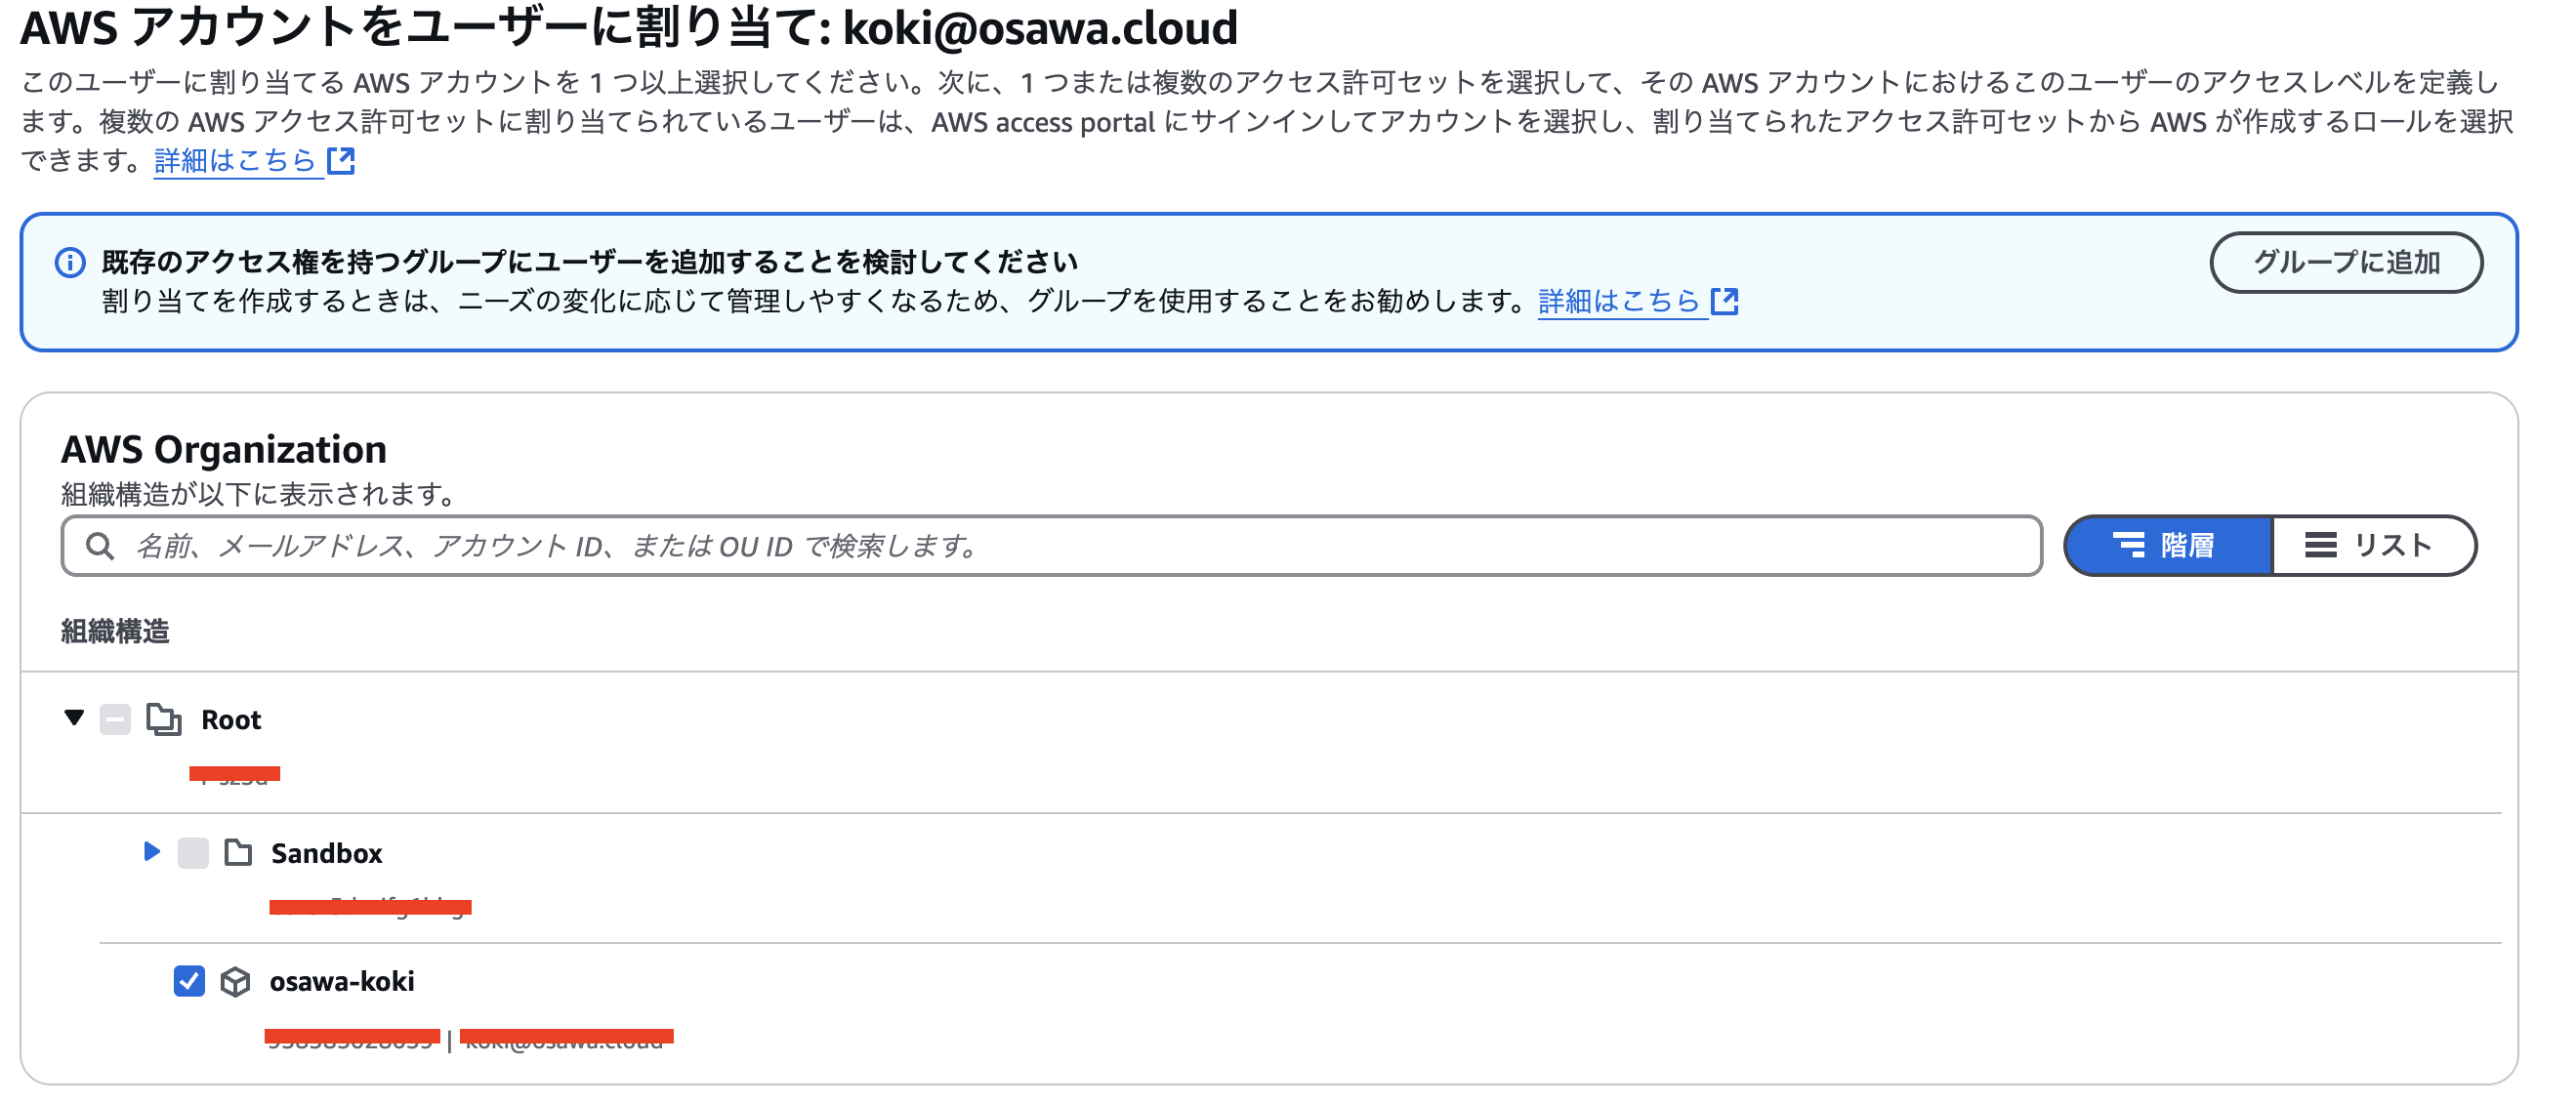 AWS アカウントをユーザーに割り当て: koki@osawa.cloud
このユーザーに割り当てる AWS アカウントを 1 つ以上選択してください。次に、1 つまたは複数のアクセス許可セットを選択して、その AWS アカウントにおけるこのユーザーのアクセスレベルを定義し
ます。複数の AWS アクセス許可セットに割り当てられているユーザーは、AWS access portal にサインインしてアカウントを選択し、割り当てられたアクセス許可セットから AWS が作成するロールを選択
できます。詳細はこちら
既存のアクセス権を持つグループにユーザーを追加することを検討してください
グループに追加
割り当てを作成するときは、ニーズの変化に応じて管理しやすくなるため、グループを使用することをお勧めします。詳細はこちら
AWS Organization
組織構造が以下に表示されます。
名前、メールアドレス、アカウント ID、または OU ID で検索します。
階層
リスト
組織構造
Root
Sandbox
osawa-koki
|